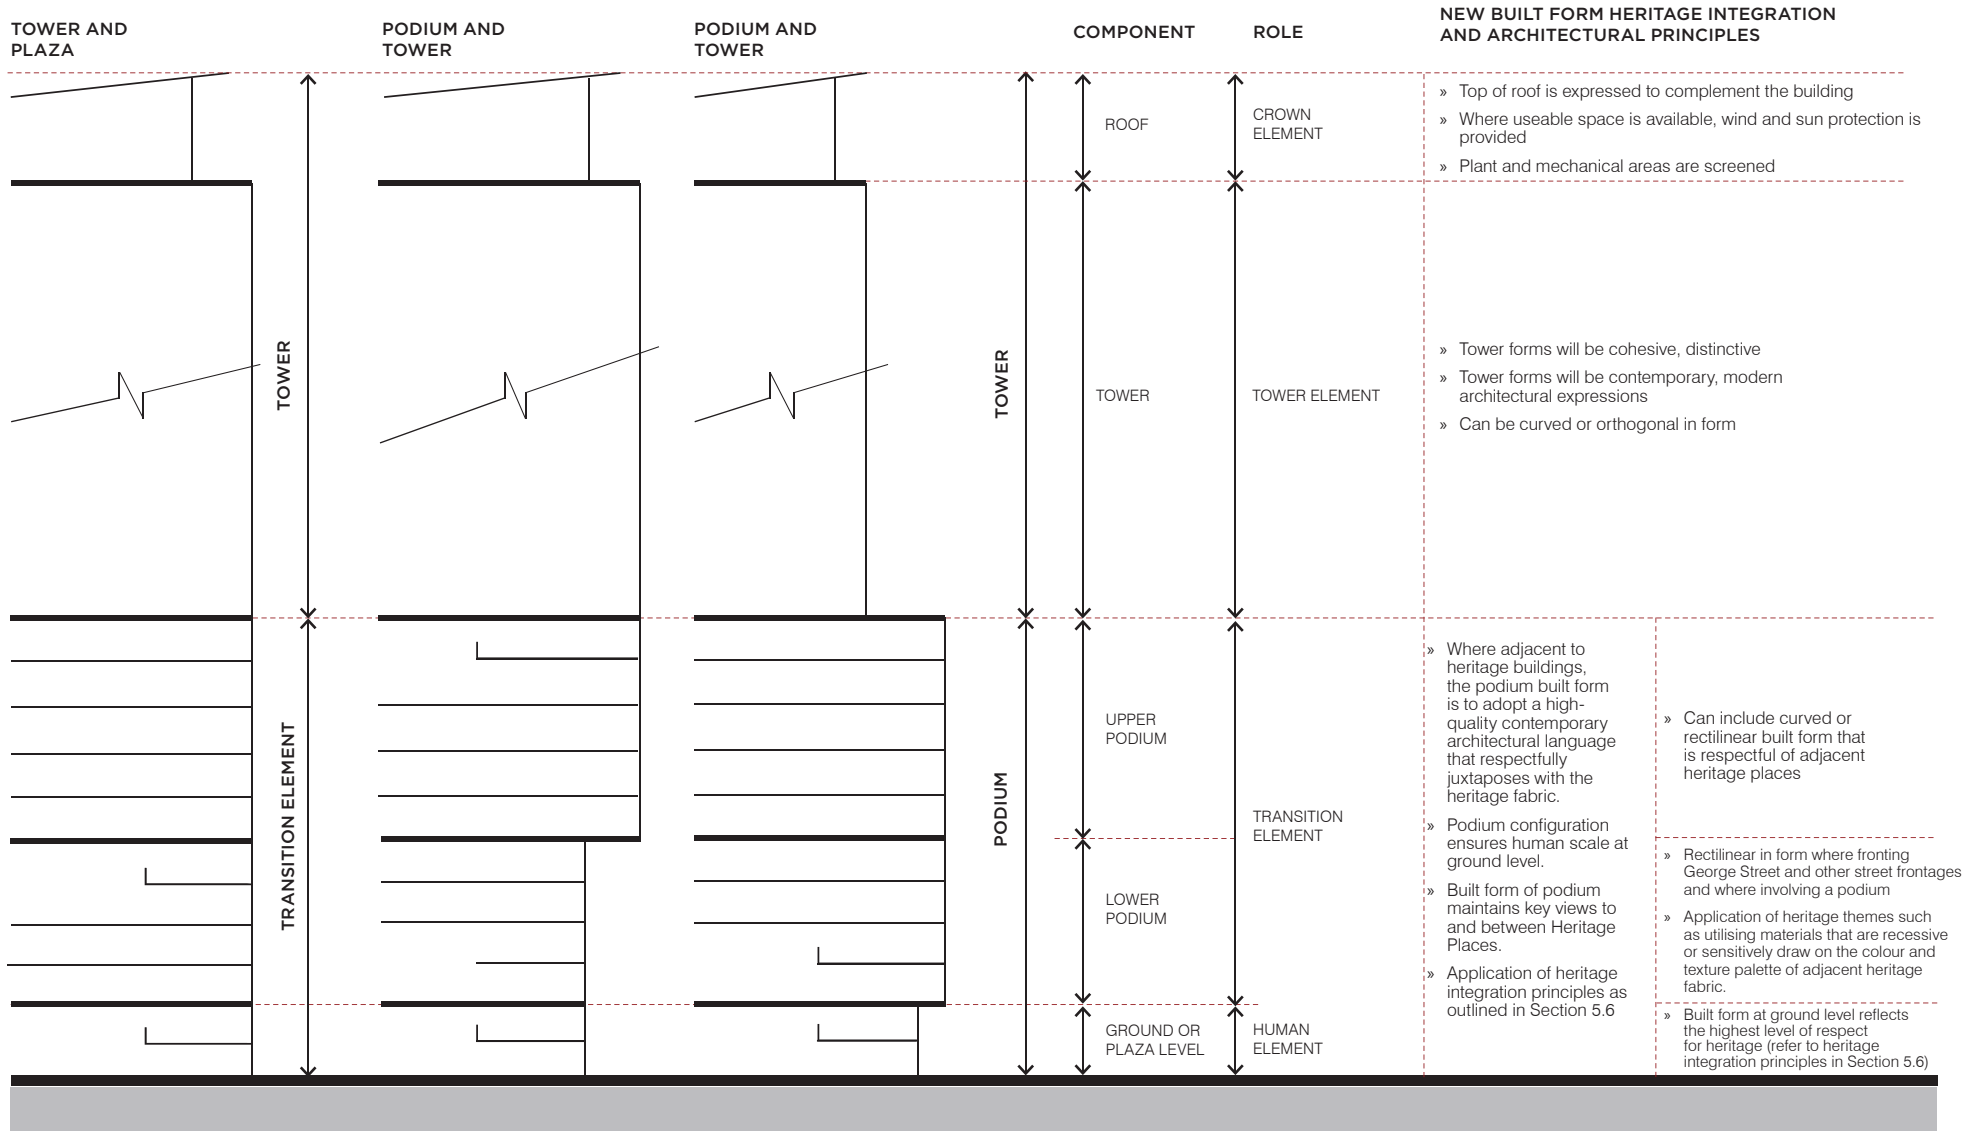 TOWER AND
PLAZA
PODIUM AND
TOWER
PODIUM AND
TOWER
COMPONENT
ROLE
NEW BUILT FORM HERITAGE INTEGRATION
AND ARCHITECTURAL PRINCIPLES
TOWER
TRANSITION ELEMENT
TOWER
PODIUM
ROOF
CROWN
ELEMENT
» Top of roof is expressed to complement the building
» Where useable space is available, wind and sun protection is
provided
» Plant and mechanical areas are screened
TOWER
TOWER ELEMENT
» Tower forms will be cohesive, distinctive
» Tower forms will be contemporary, modern
architectural expressions
» Can be curved or orthogonal in form
UPPER
PODIUM
LOWER
PODIUM
TRANSITION
ELEMENT
GROUND OR
PLAZA LEVEL
HUMAN
ELEMENT
» Where adjacent to
heritage buildings,
the podium built form
is to adopt a high-
quality contemporary
architectural language
that respectfully
juxtaposes with the
heritage fabric.
» Podium configuration
ensures human scale at
ground level.
» Built form of podium
maintains key views to
and between Heritage
Places.
» Application of heritage
integration principles as
outlined in Section 5.6
» Can include curved or
rectilinear built form that
is respectful of adjacent
heritage places
» Rectilinear in form where fronting
George Street and other street frontages
and where involving a podium
» Application of heritage themes such
as utilising materials that are recessive
or sensitively draw on the colour and
texture palette of adjacent heritage
fabric.
» Built form at ground level reflects
the highest level of respect
for heritage (refer to heritage
integration principles in Section 5.6)